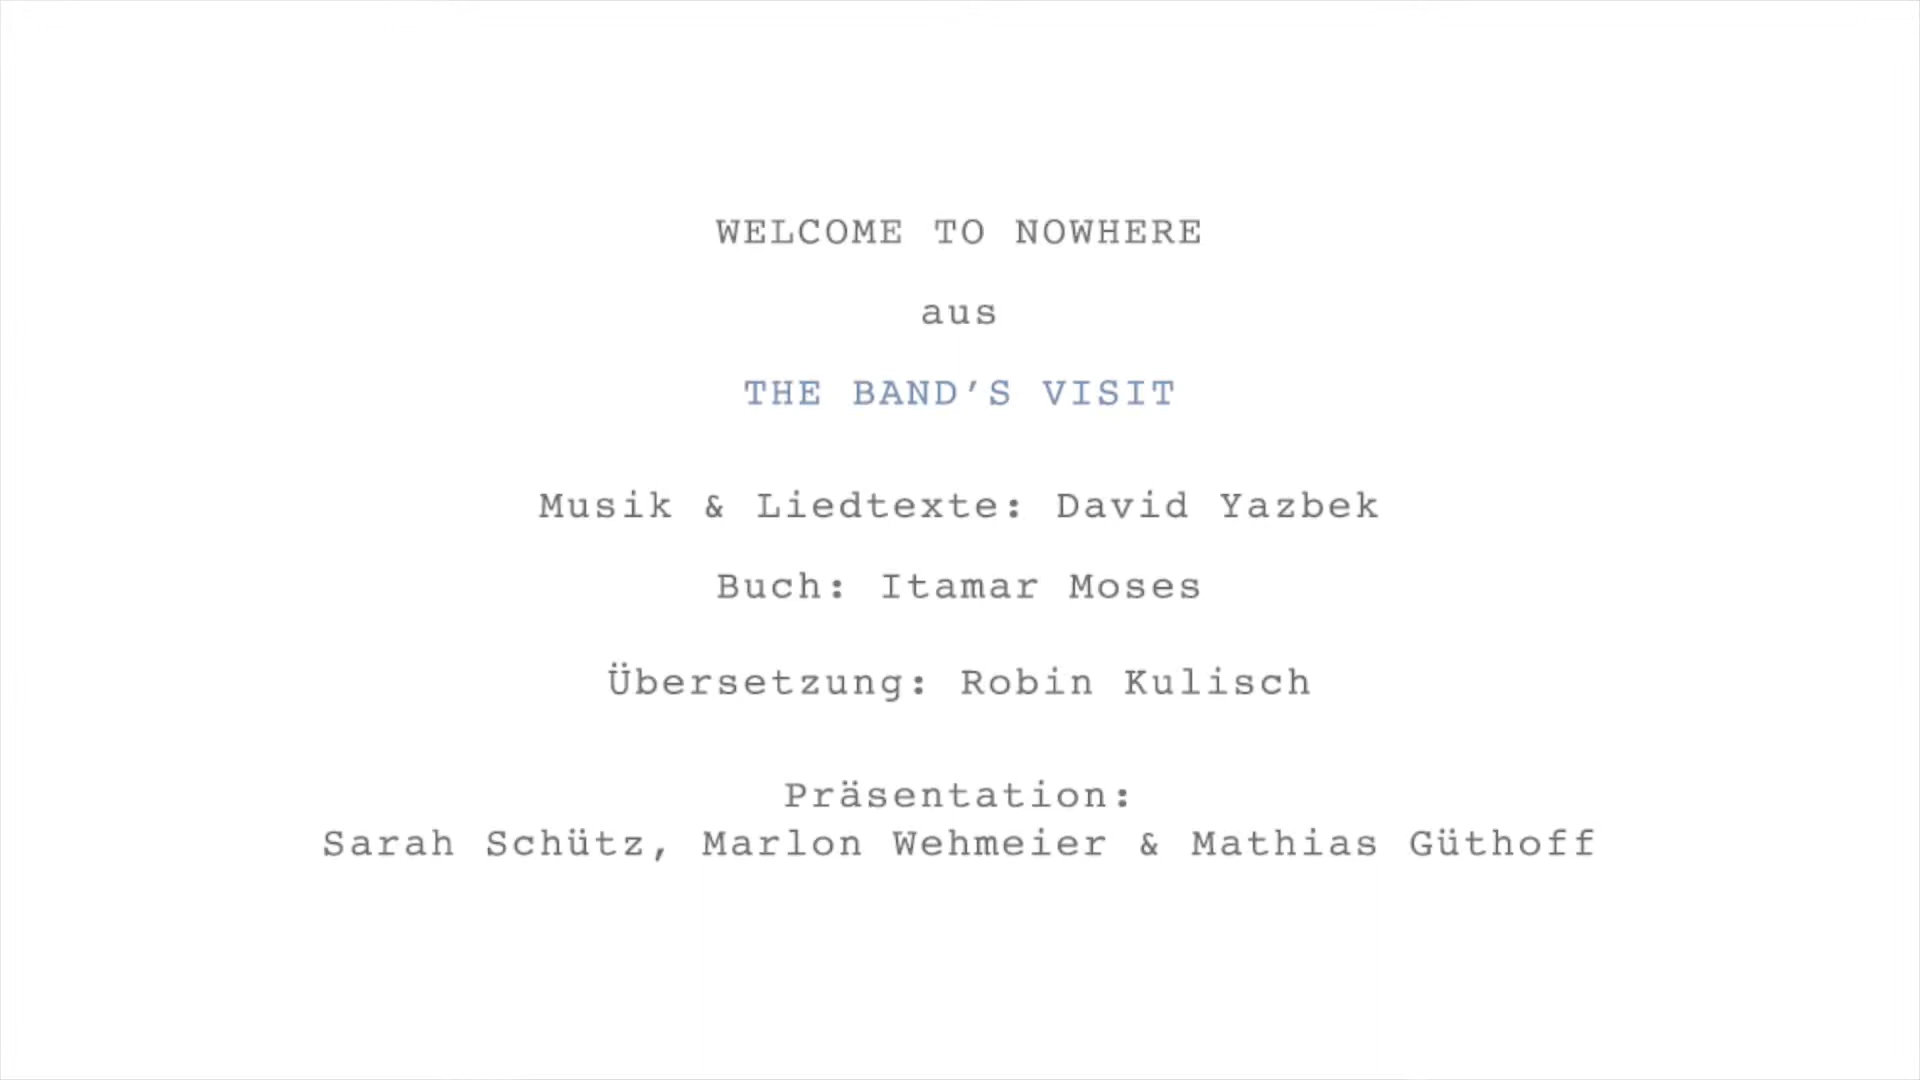 WELCOME TO NOWHERE
aus
THE BAND’S VISIT
Musik & Liedtexte: David Yazbek
Buch: Itamar Moses
Übersetzung: Robin Kulisch
Präsentation:
Sarah Schütz, Marlon Wehmeier & Mathias Güthoff